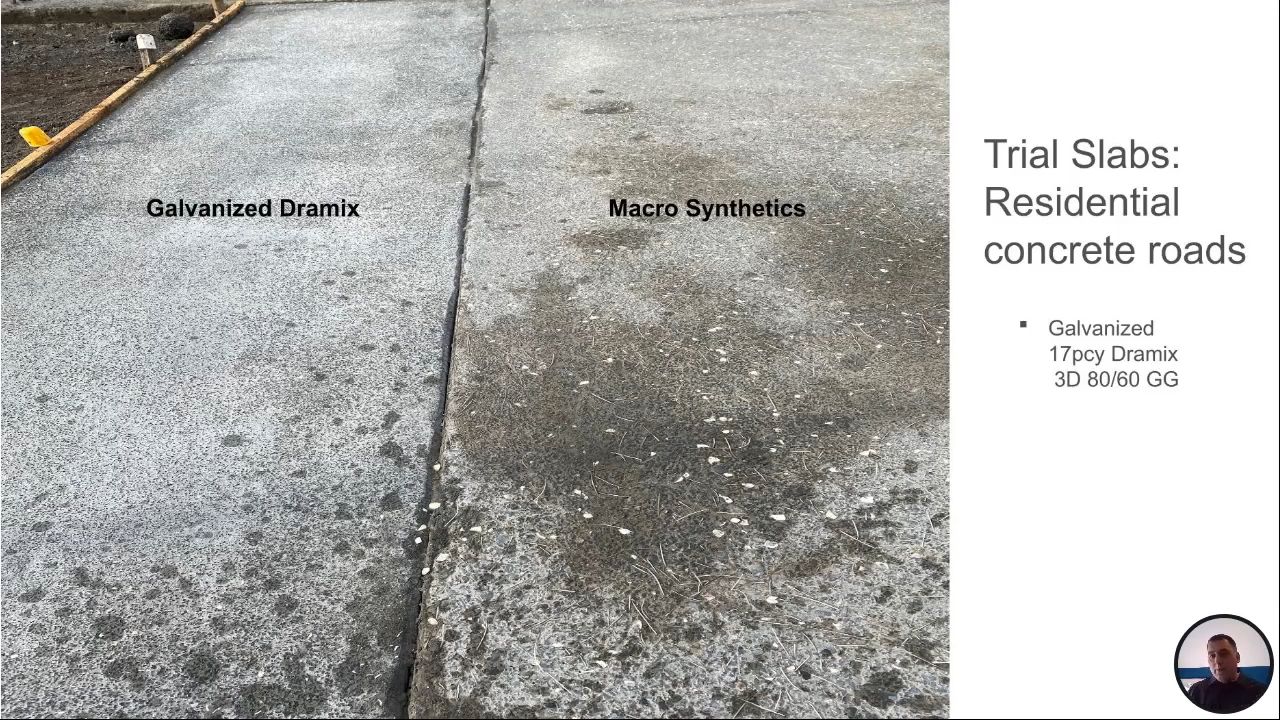 Galvanized Dramix
Macro Synthetics
Trial Slabs:
Residential
concrete roads
▪ Galvanized
17pcy Dramix
3D 80/60 GG